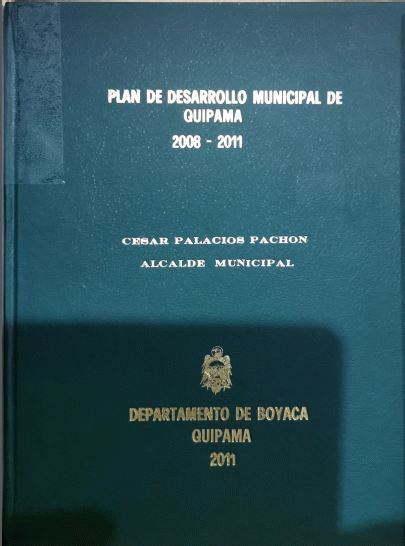 PLAN DE DESARROLLO MUNICIPAL DE
QUIPAMA
2008 - 2011
CESAR PALACIOS PACHON
ALCALDE MUNICIPAL
DEPARTAMENTO DE BOYACA
QUIPAMA
2011